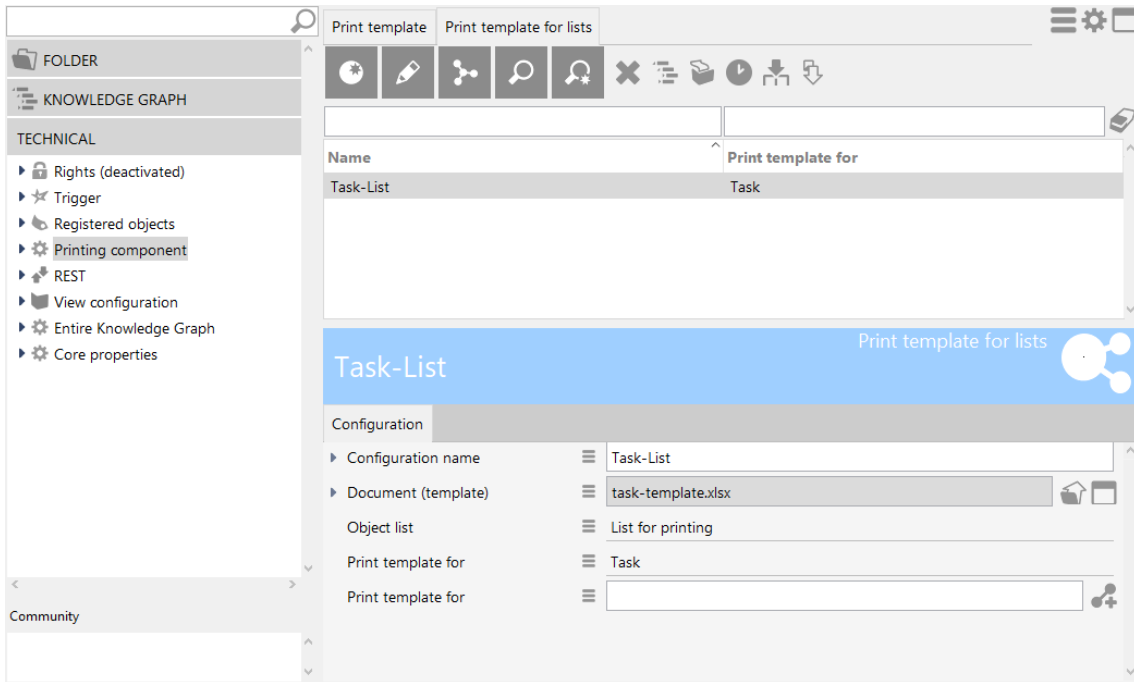 FOLDER
KNOWLEDGE GRAPH
TECHNICAL
Rights (deactivated)
Trigger
Registered objects
Printing component
REST
View configuration
Entire Knowledge Graph
Core properties
Community
Print template
Print template for lists
Name
Print template for
Task-List
Task
Print template for lists
Task-List
Configuration
Configuration name
Task-List
Document (template)
task-template.xlsx
Object list
List for printing
Print template for
Task
Print template for